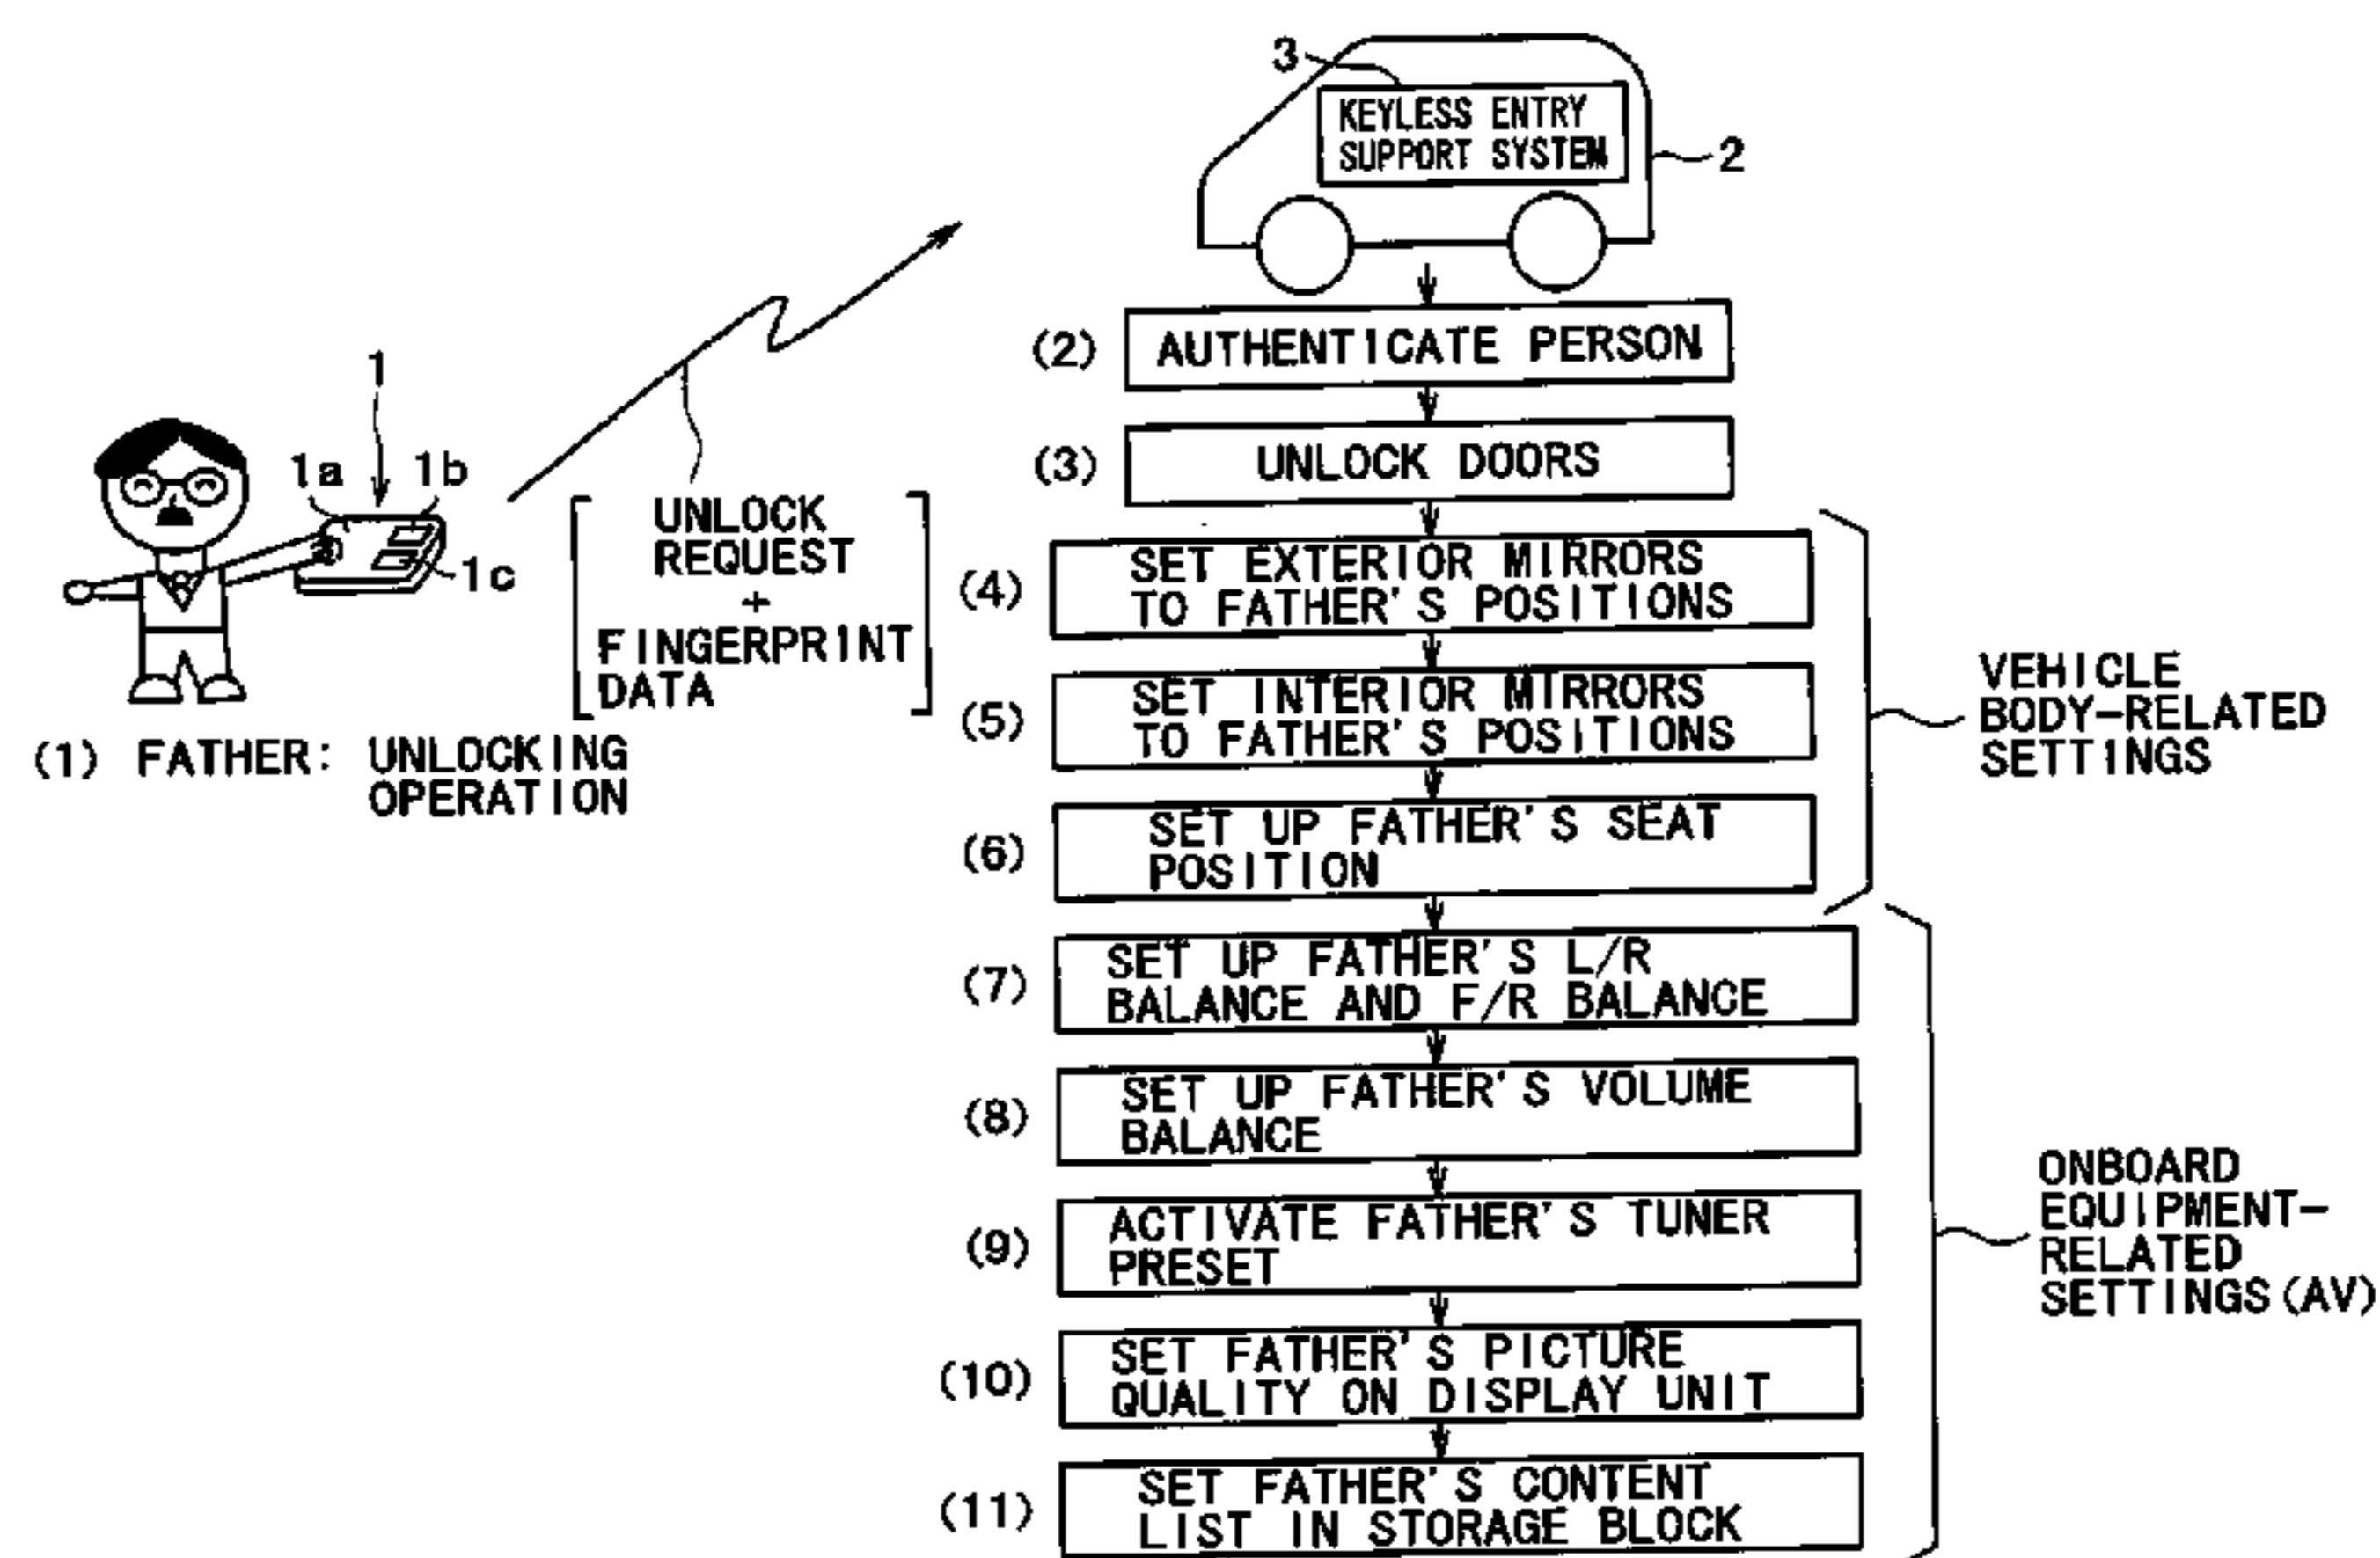 3
KEYLESS ENTRY
SUPPORT SYSTEM
2
1
1a
1b
1c
UNLOCK
REQUEST
+
FINGERPRINT
DATA
(1) FATHER: UNLOCKING
OPERATION
(2) AUTHENTICATE PERSON
(3) UNLOCK DOORS
(4) SET EXTERIOR MIRRORS
TO FATHER'S POSITIONS
(5) SET INTERIOR MIRRORS
TO FATHER'S POSITIONS
(6) SET UP FATHER'S SEAT
POSITION
VEHICLE
BODY-RELATED
SETTINGS
(7) SET UP FATHER'S L/R
BALANCE AND F/R BALANCE
(8) SET UP FATHER'S VOLUME
BALANCE
(9) ACTIVATE FATHER'S TUNER
PRESET
(10) SET FATHER'S PICTURE
QUALITY ON DISPLAY UNIT
(11) SET FATHER'S CONTENT
LIST IN STORAGE BLOCK
ONBOARD
EQUIPMENT-
RELATED
SETTINGS(AV)